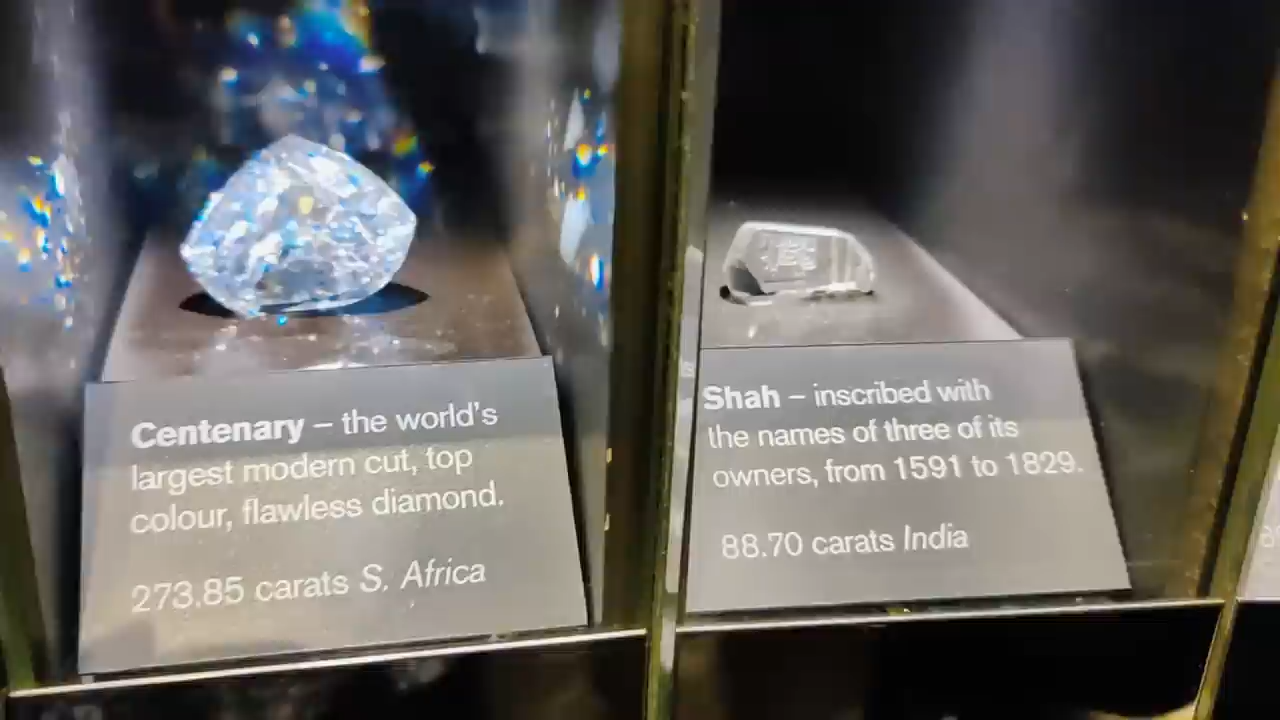 Centenary – the world's
largest modern cut, top
colour, flawless diamond.
273.85 carats S. Africa
Shah – inscribed with
the names of three of its
owners, from 1591 to 1829.
88.70 carats India